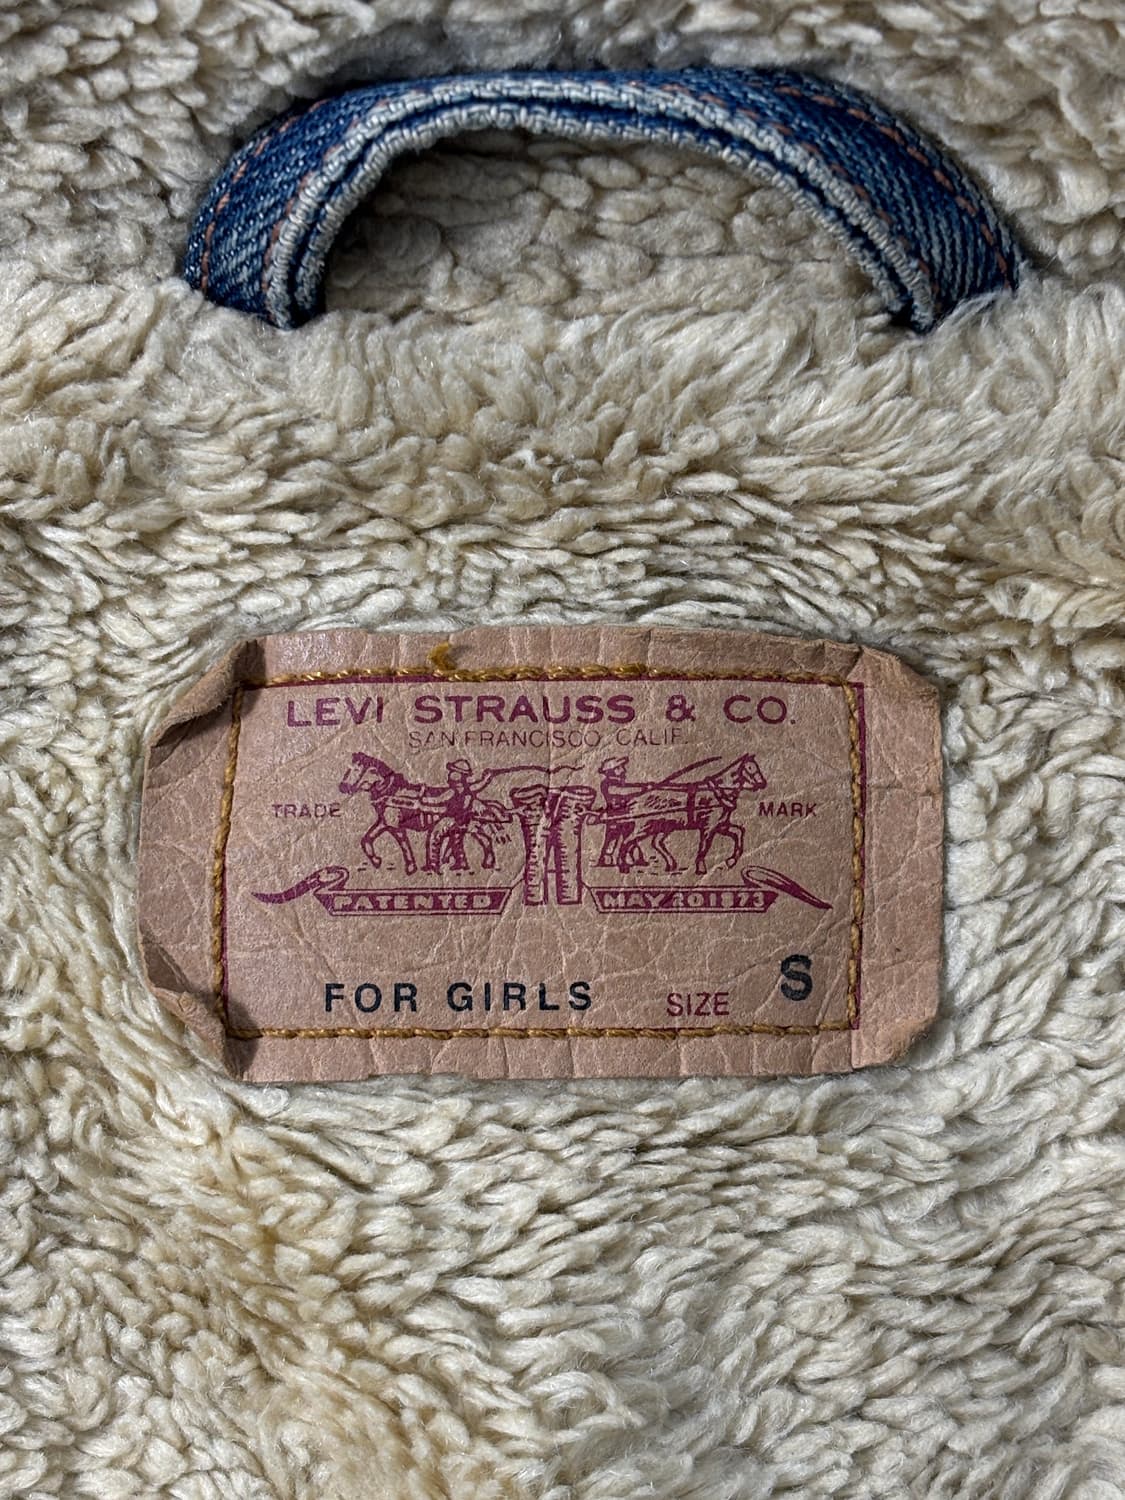 LEVI STRAUSS & CO.
SAN FRANCISCO, CALIF.
TRADE MARK
PATENTED MAY 20 1873
FOR GIRLS SIZE S